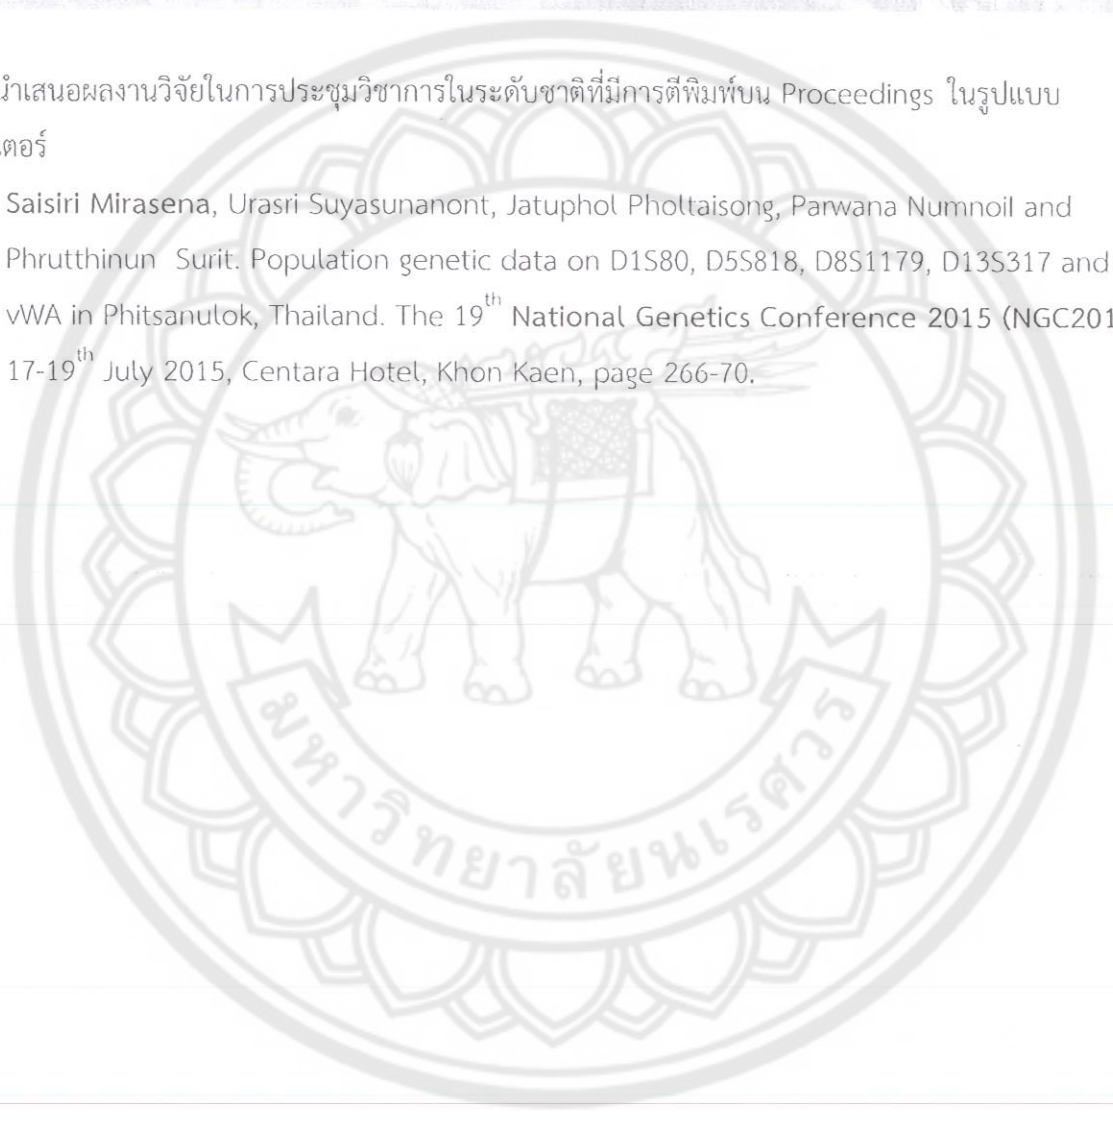 นำเสนอผลงานวิจัยในการประชุมวิชาการในระดับชาติที่มีการตีพิมพ์บน Proceedings ในรูปแบบ
เตอร์
Saisiri Mirasena, Urasri Suyasunanont, Jatuphol Pholtaisong, Parwana Numnoil and
Phrutthinun Surit. Population genetic data on D1S80, D5S818, D8S1179, D13S317 and
vWA in Phitsanulok, Thailand. The 19th National Genetics Conference 2015 (NGC201
17-19th July 2015, Centara Hotel, Khon Kaen, page 266-70.
มหาวิทยาลัยนเรศวร